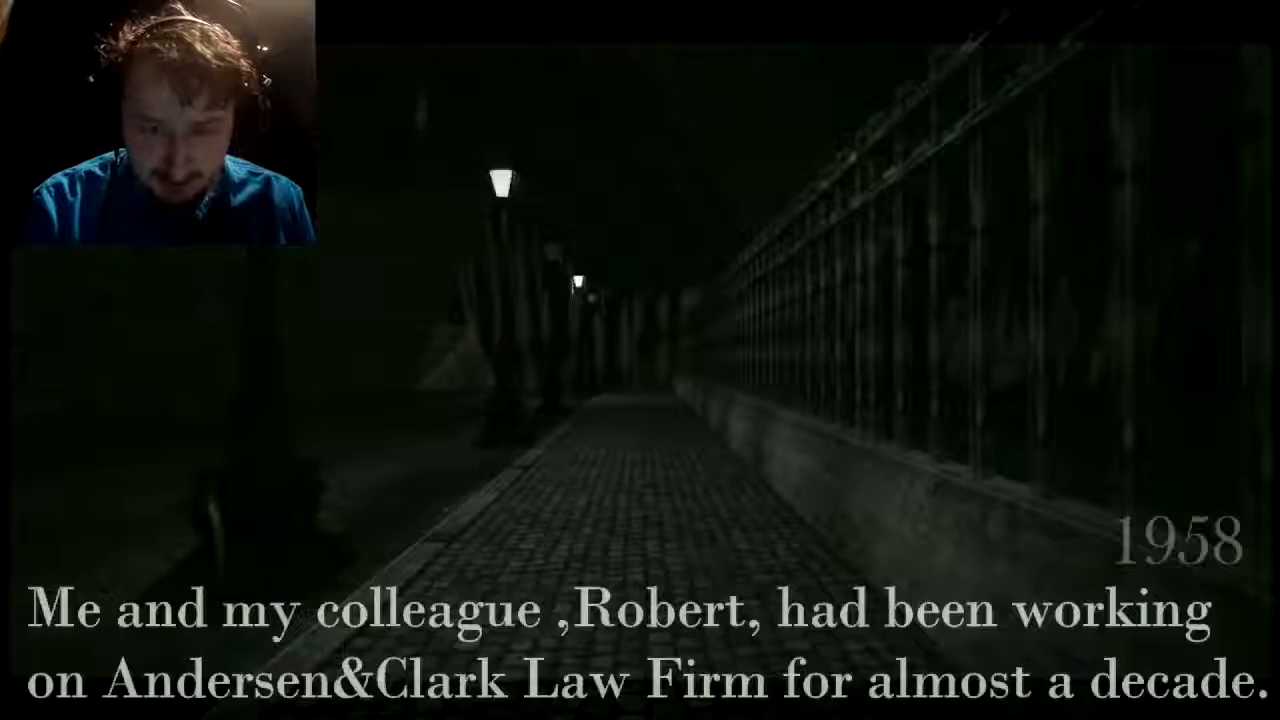 1958
Me and my colleague ,Robert, had been working
on Andersen&Clark Law Firm for almost a decade.